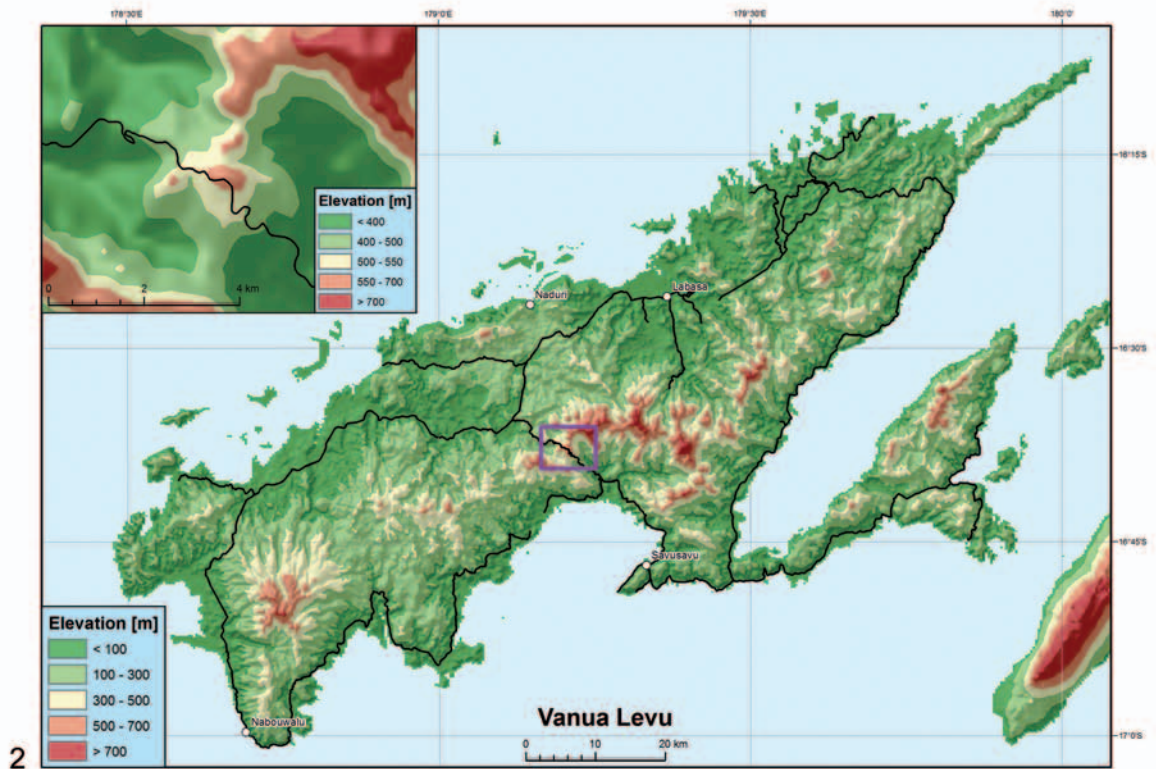 178°30'
179°0'
179°30'
180°0'
Elevation [m]
< 400
400 - 500
500 - 550
550 - 700
> 700
0 2 4 km
16°15'S
Labasa
Naduri
16°30'S
Savusavu
16°45'S
Elevation [m]
< 100
100 - 300
300 - 500
500 - 700
> 700
Nabouwalu
Vanua Levu
0 10 20 km
17°0'S
2